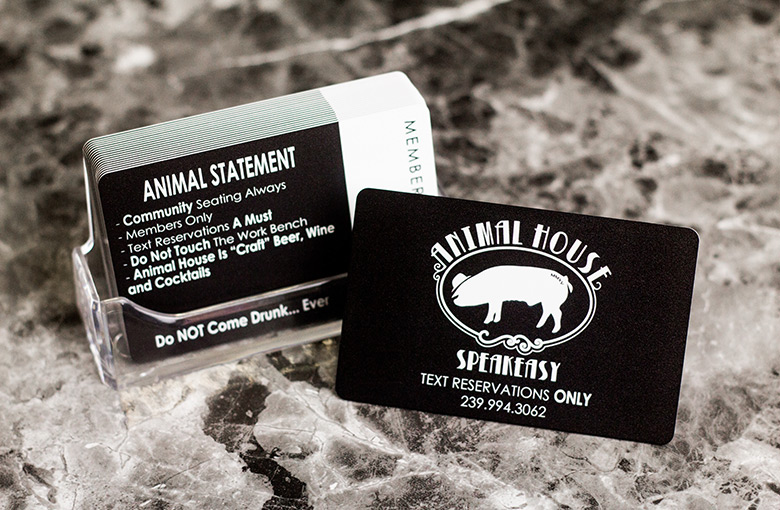 ANIMAL STATEMENT
- Community Seating Always
- Members Only
- Text Reservations A Must
- Do Not Touch The Work Bench
- Animal House Is "Craft" Beer, Wine
and Cocktails
Do NOT Come Drunk... Ever
MEMBER
ANIMAL HOUSE
SPEAKEASY
TEXT RESERVATIONS ONLY
239.994.3062